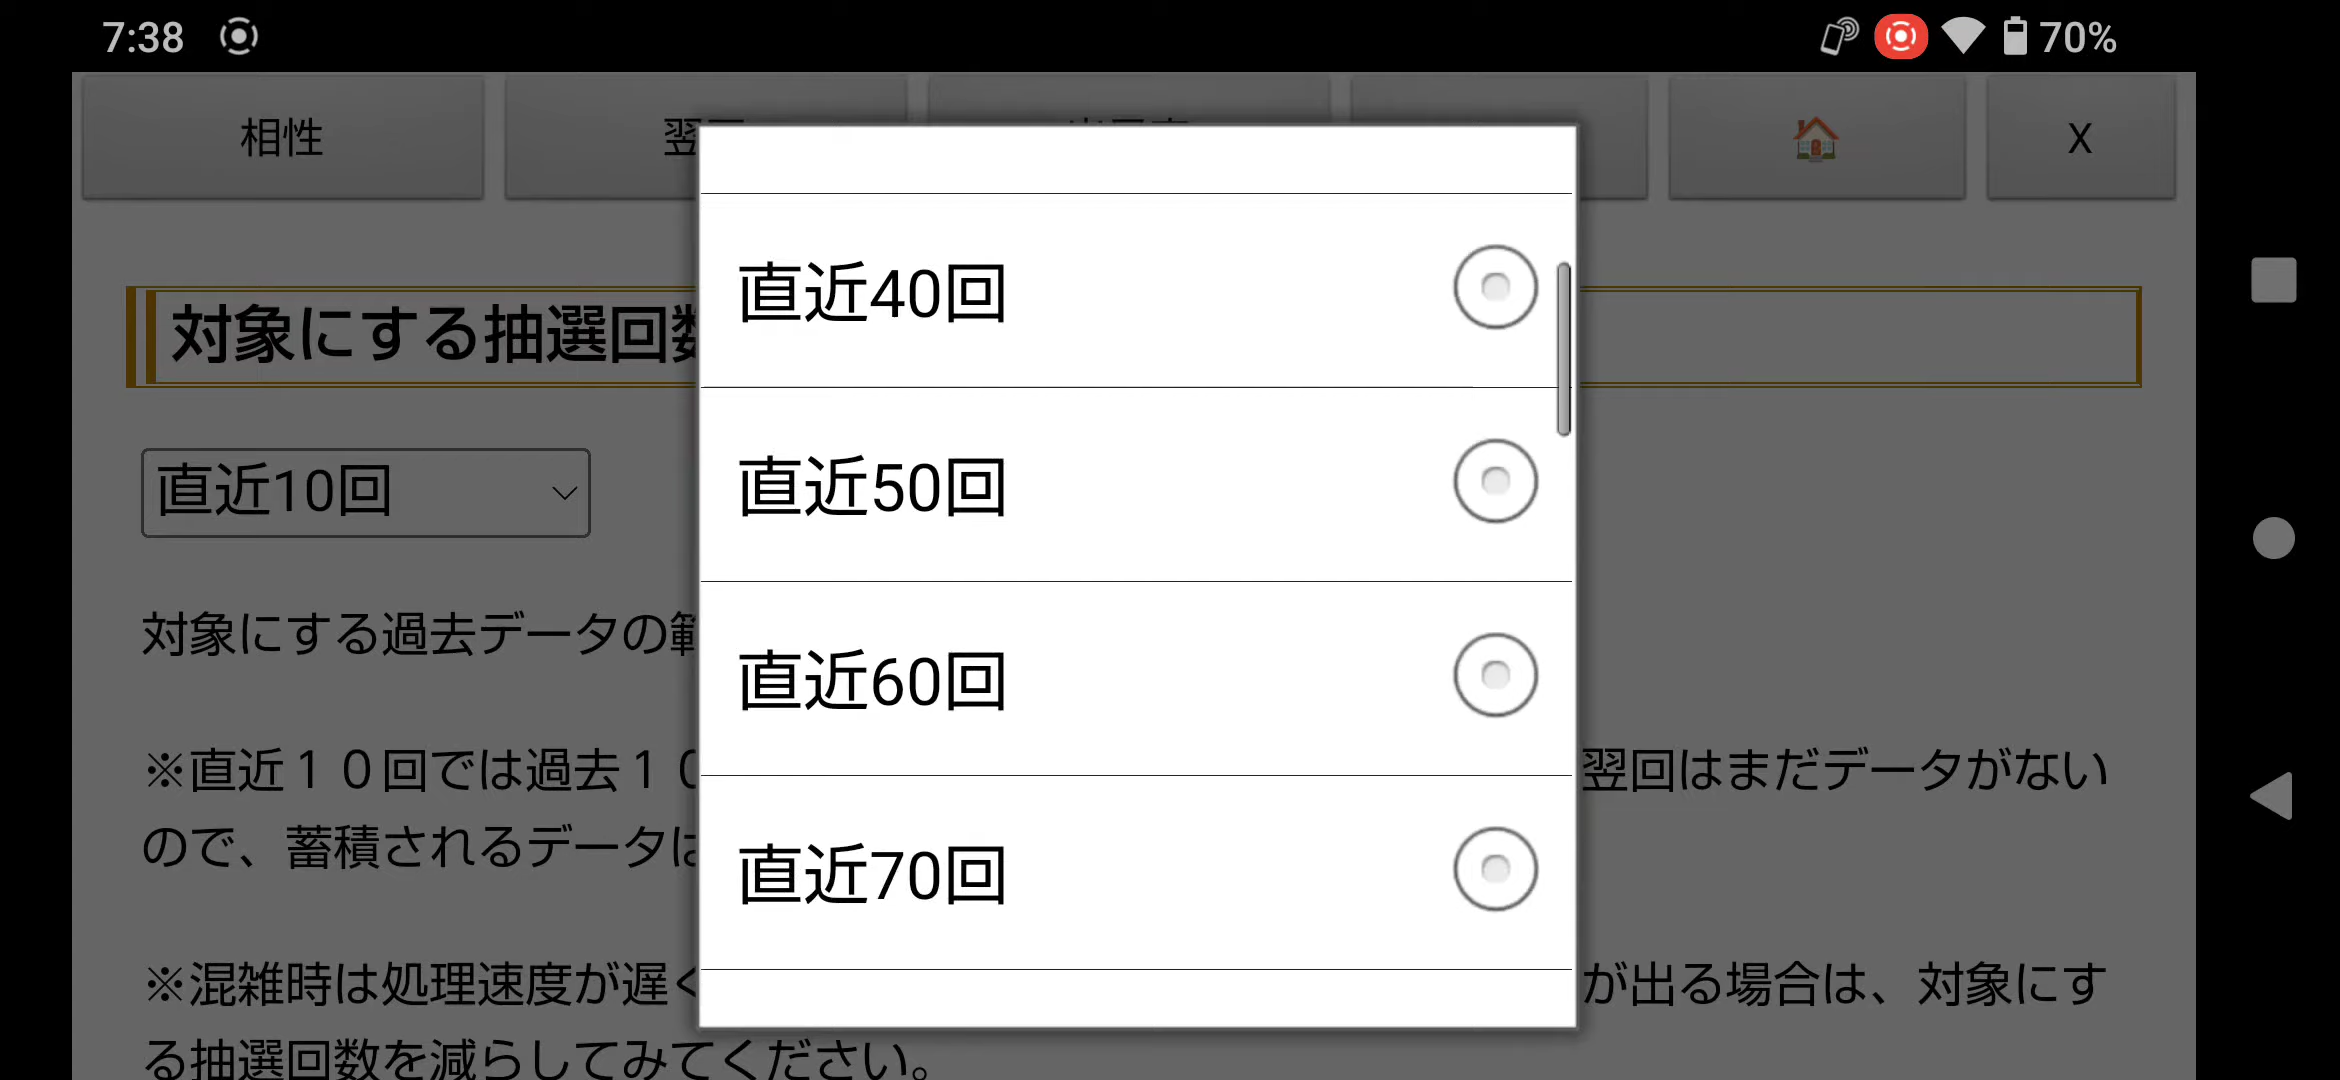 7:38
70%
相性
X
対象にする抽選回数
直近10回
対象にする過去データの範
※直近１０回では過去１０
翌回はまだデータがない
ので、蓄積されるデータは
※混雑時は処理速度が遅く
が出る場合は、対象にす
る抽選回数を減らしてみてください。
直近40回
直近50回
直近60回
直近70回